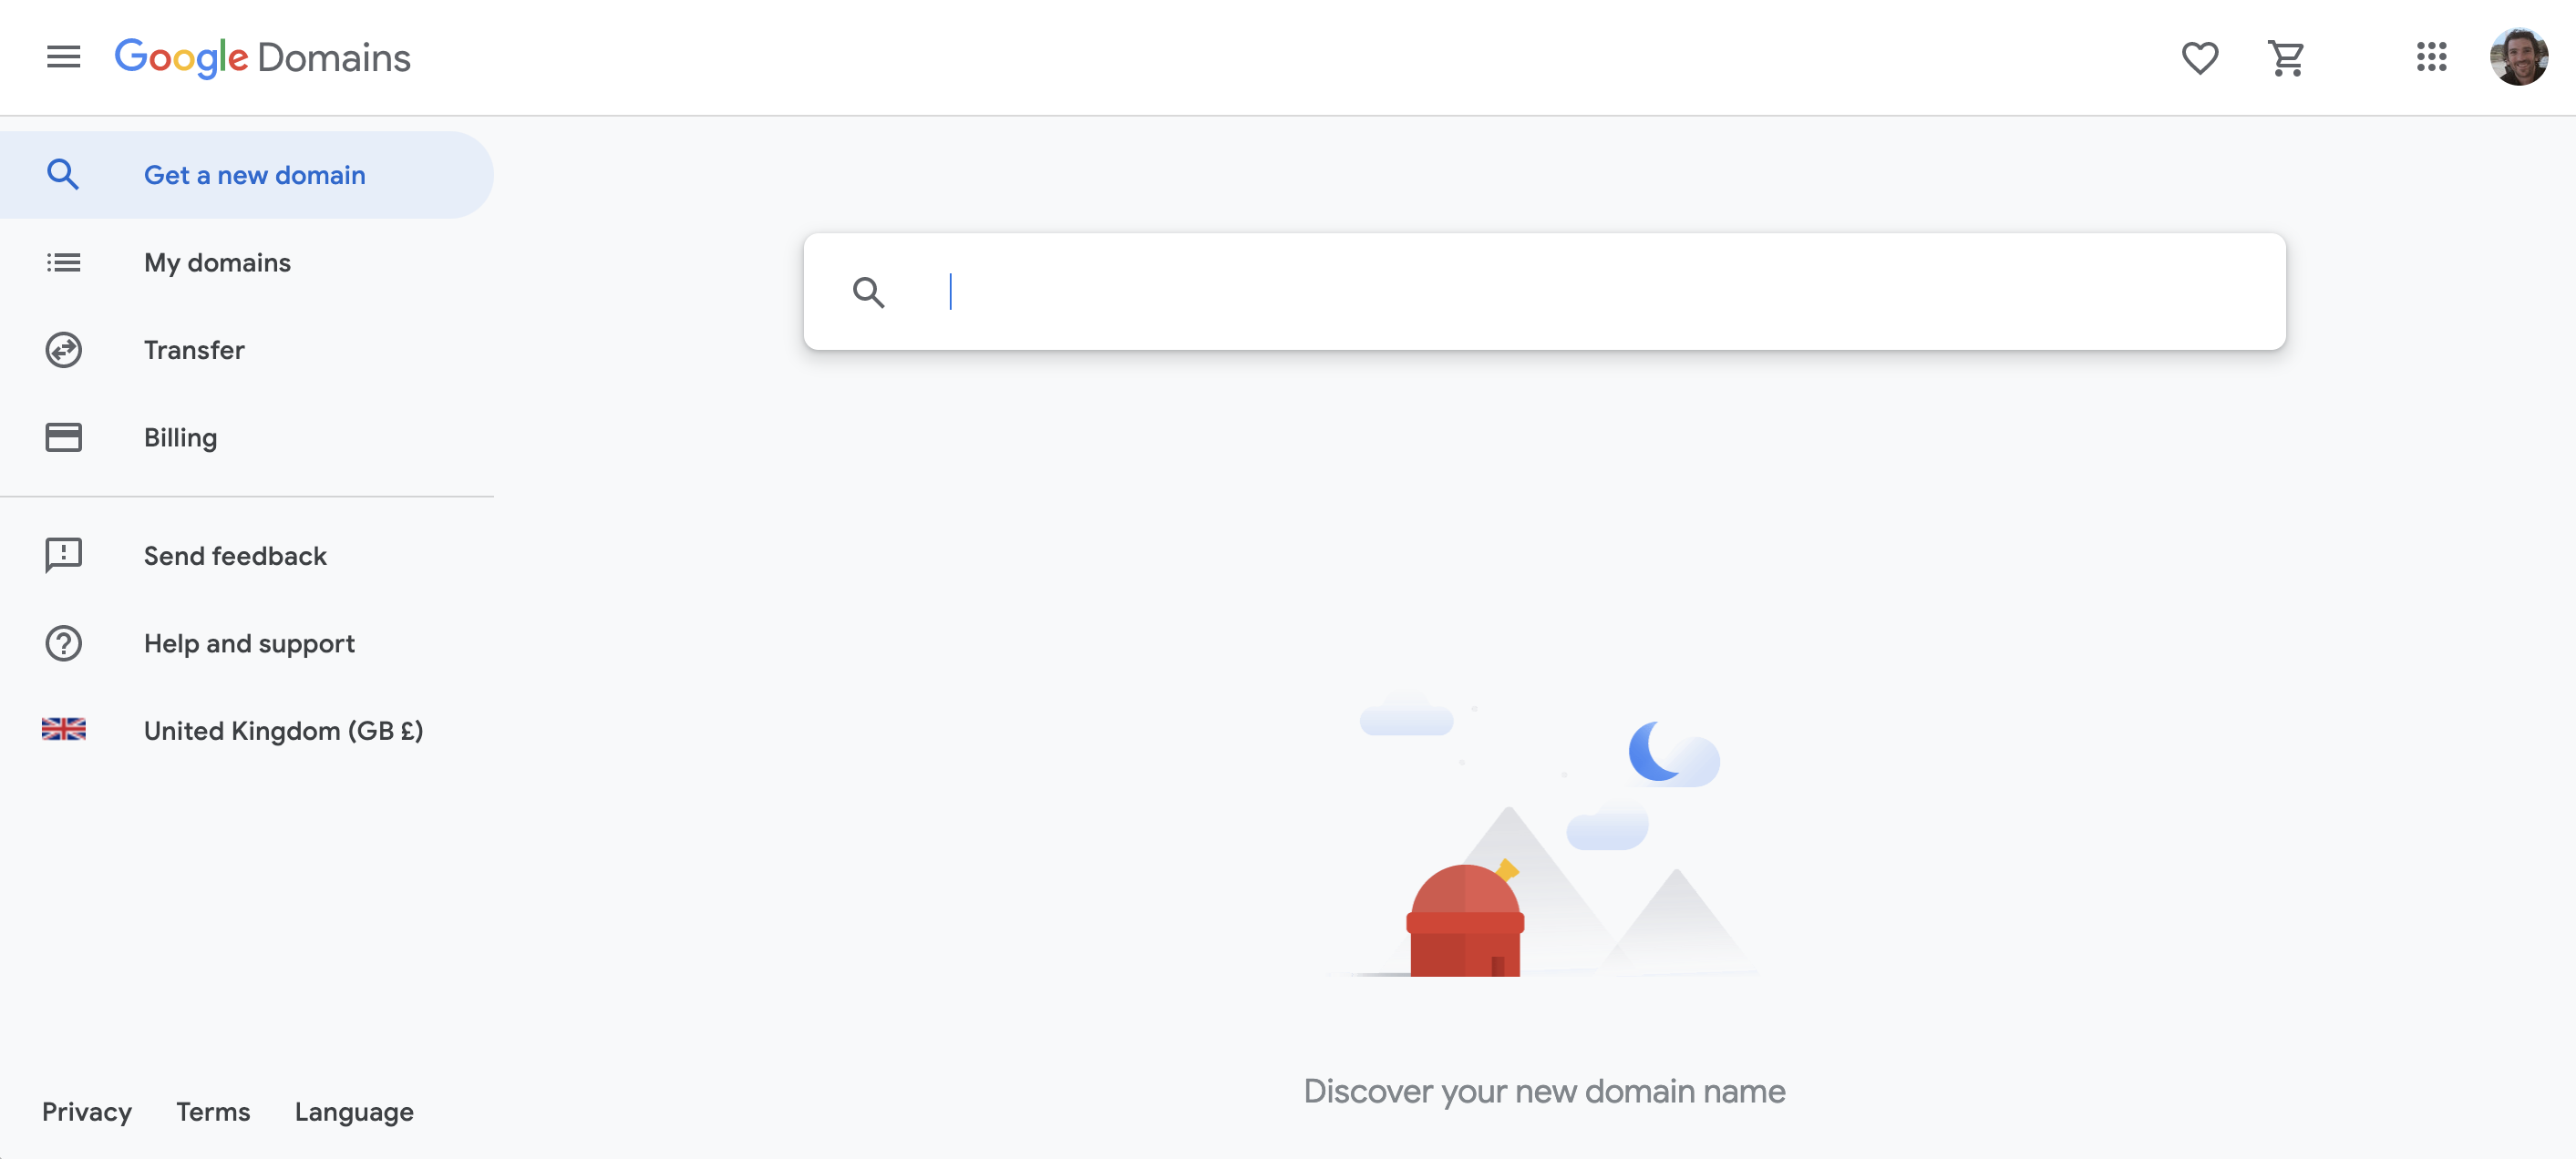 Google Domains
Get a new domain
My domains
Transfer
Billing
Send feedback
Help and support
United Kingdom (GB £)
Privacy Terms Language
Discover your new domain name